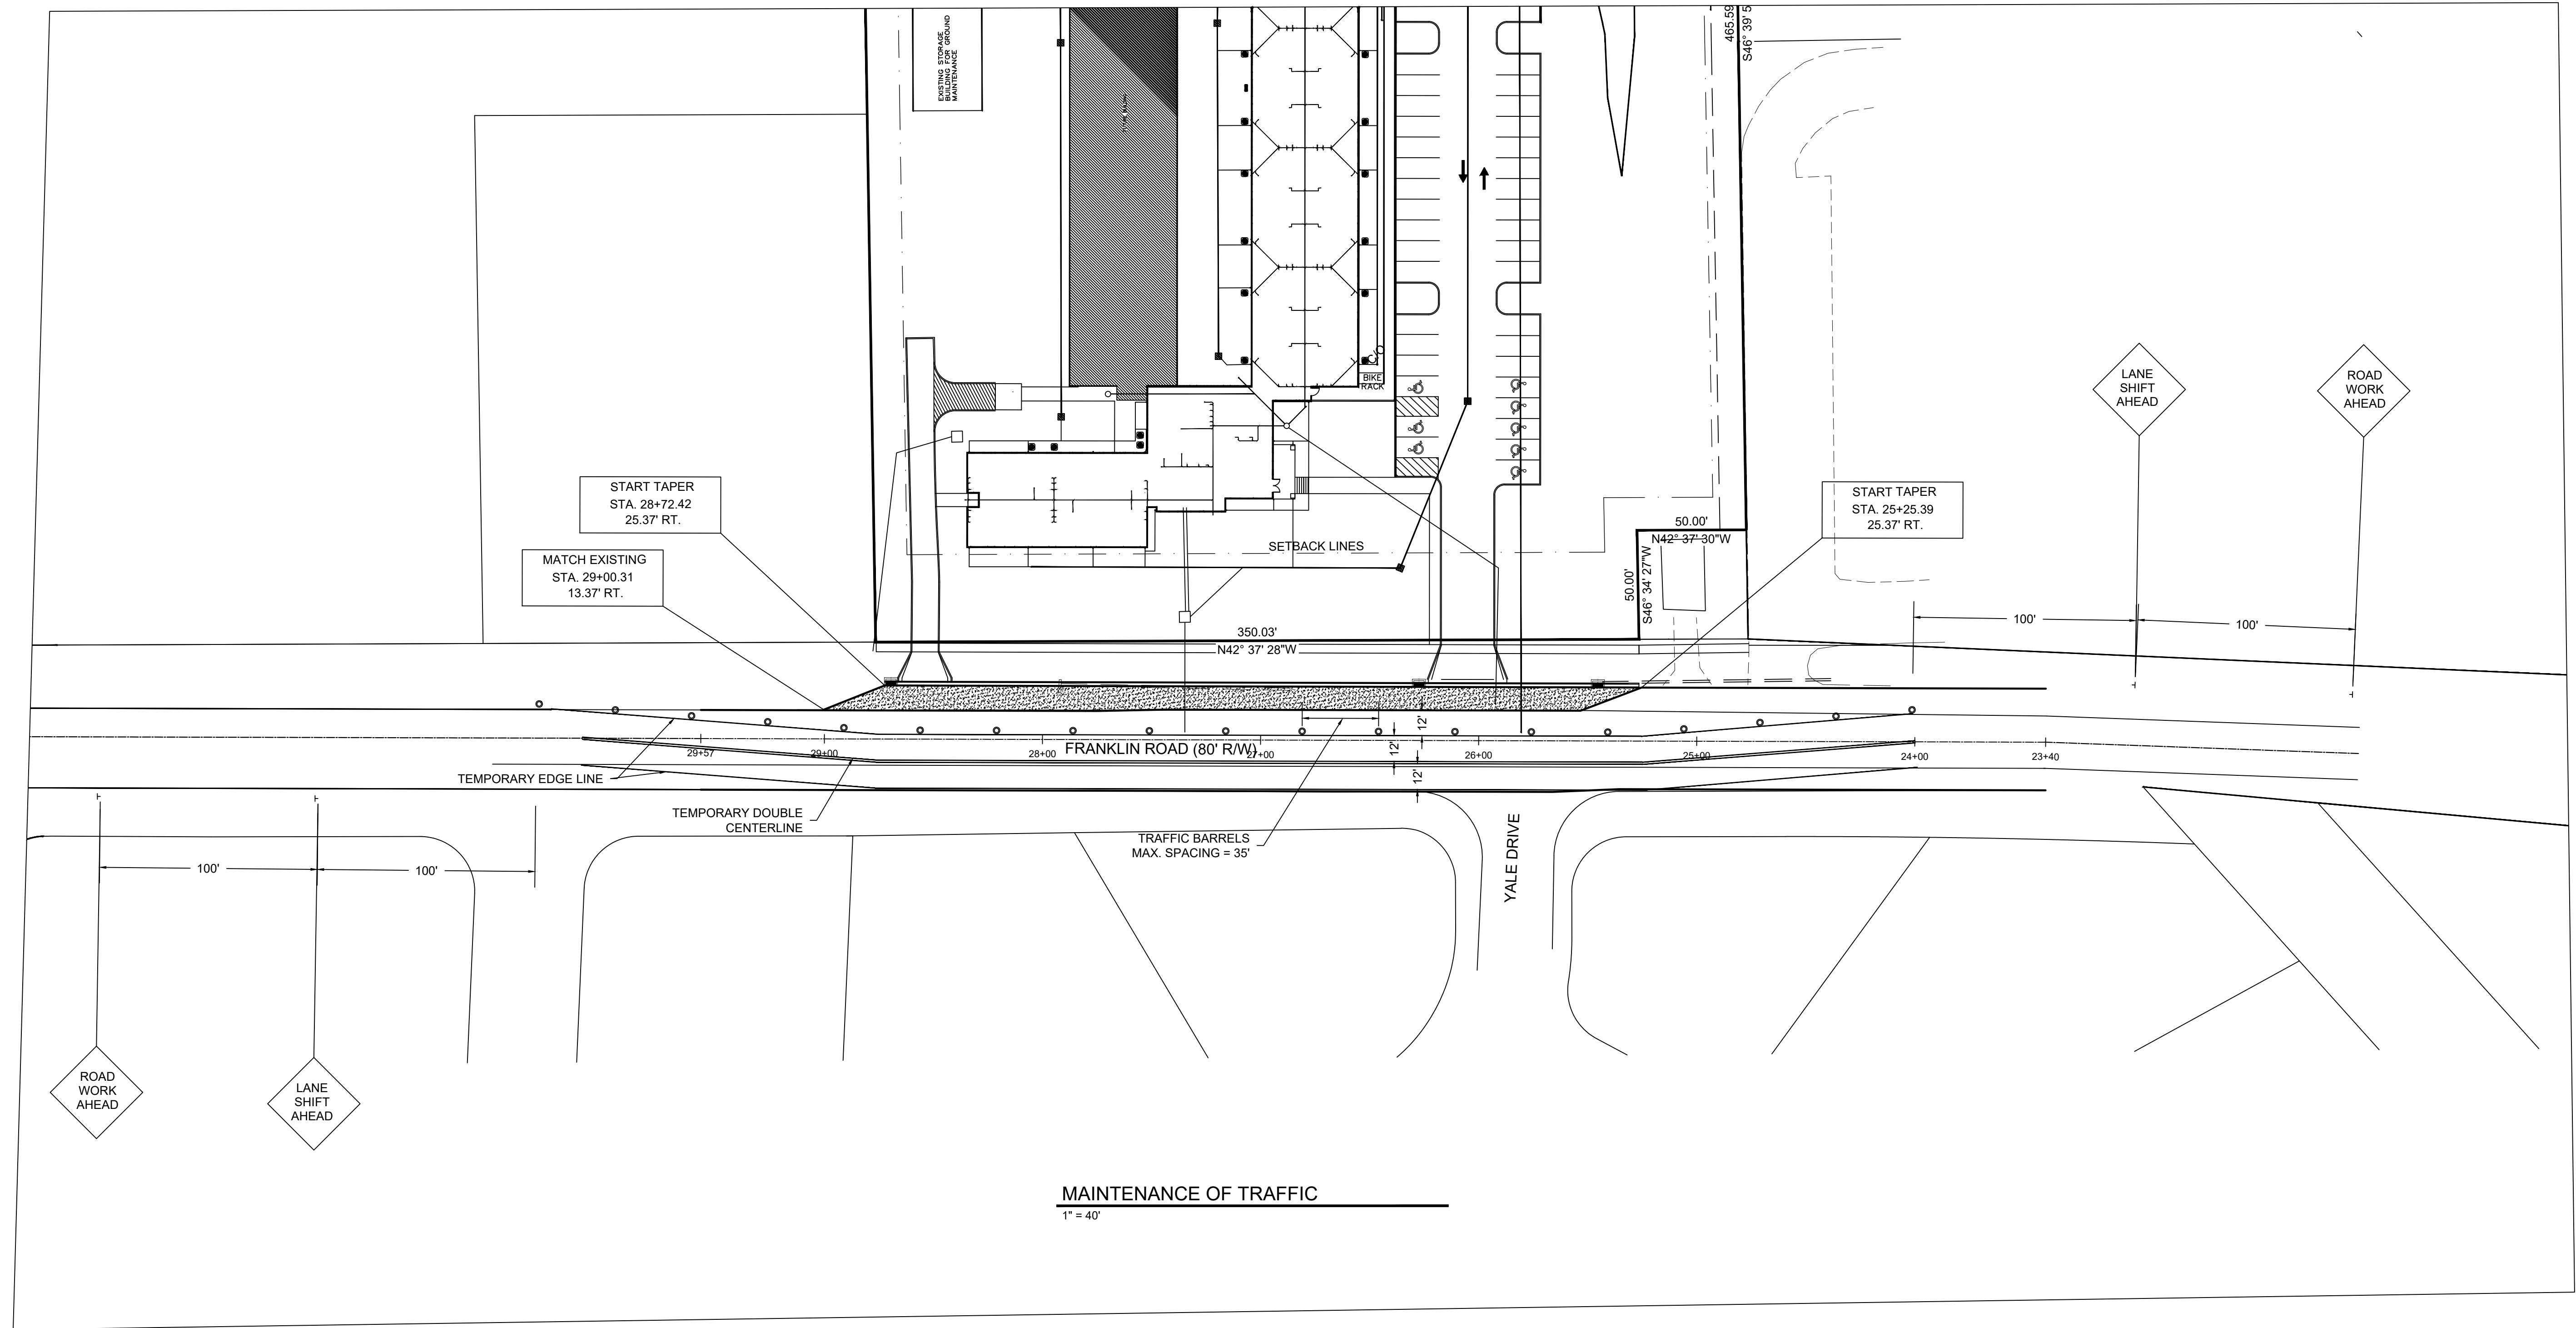 465.59
S46° 39' 5
EXISTING STORAGE
BUILDING FOR GROUND
MAINTENANCE
BIKE
RACK
LANE
SHIFT
AHEAD
ROAD
WORK
AHEAD
START TAPER
STA. 28+72.42
25.37' RT.
START TAPER
STA. 25+25.39
25.37' RT.
50.00'
N42° 37' 30"W
SETBACK LINES
MATCH EXISTING
STA. 29+00.31
13.37' RT.
50.00'
S46° 34' 27"W
100'
100'
350.03'
N42° 37' 28"W
12'
12'
12'
FRANKLIN ROAD (80' R/W)
29+57
29+00
28+00
27+00
26+00
25+00
24+00
23+40
TEMPORARY EDGE LINE
TEMPORARY DOUBLE
CENTERLINE
TRAFFIC BARRELS
MAX. SPACING = 35'
YALE DRIVE
100'
100'
ROAD
WORK
AHEAD
LANE
SHIFT
AHEAD
MAINTENANCE OF TRAFFIC
1" = 40'